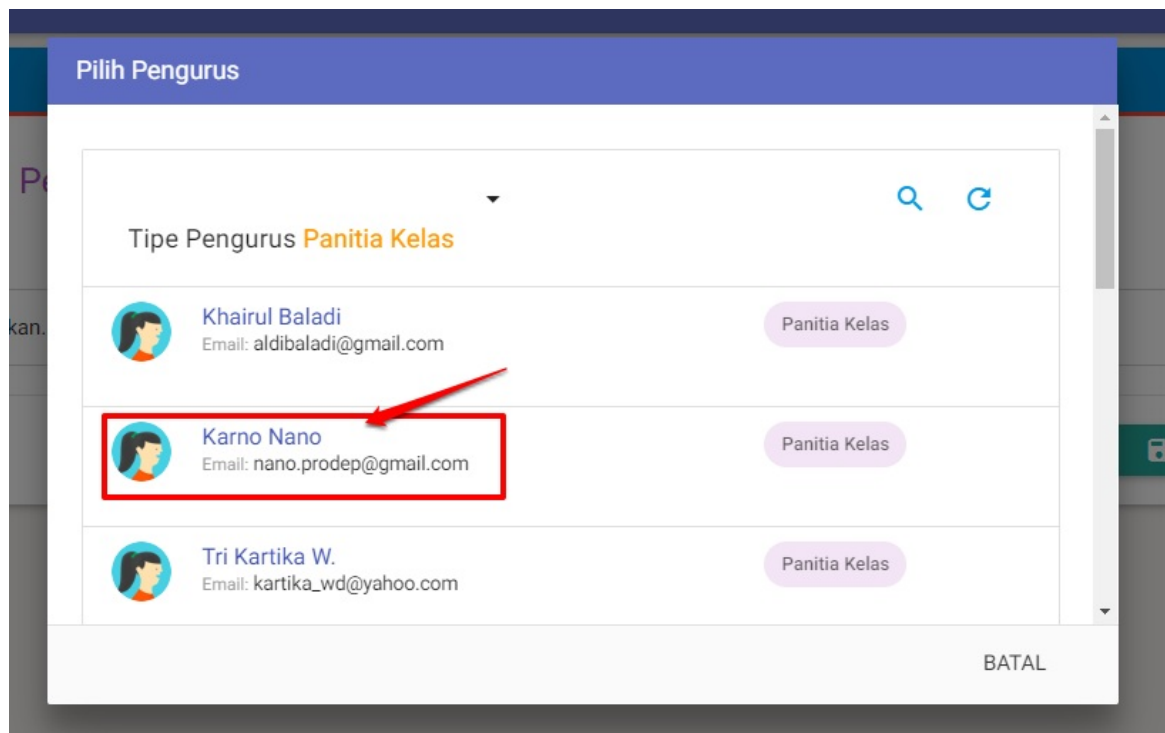 Pilih Pengurus
Tipe Pengurus Panitia Kelas
Khairul Baladi
Email: aldibaladi@gmail.com
Panitia Kelas
Karno Nano
Email: nano.prodep@gmail.com
Panitia Kelas
Tri Kartika W.
Email: kartika_wd@yahoo.com
Panitia Kelas
BATAL